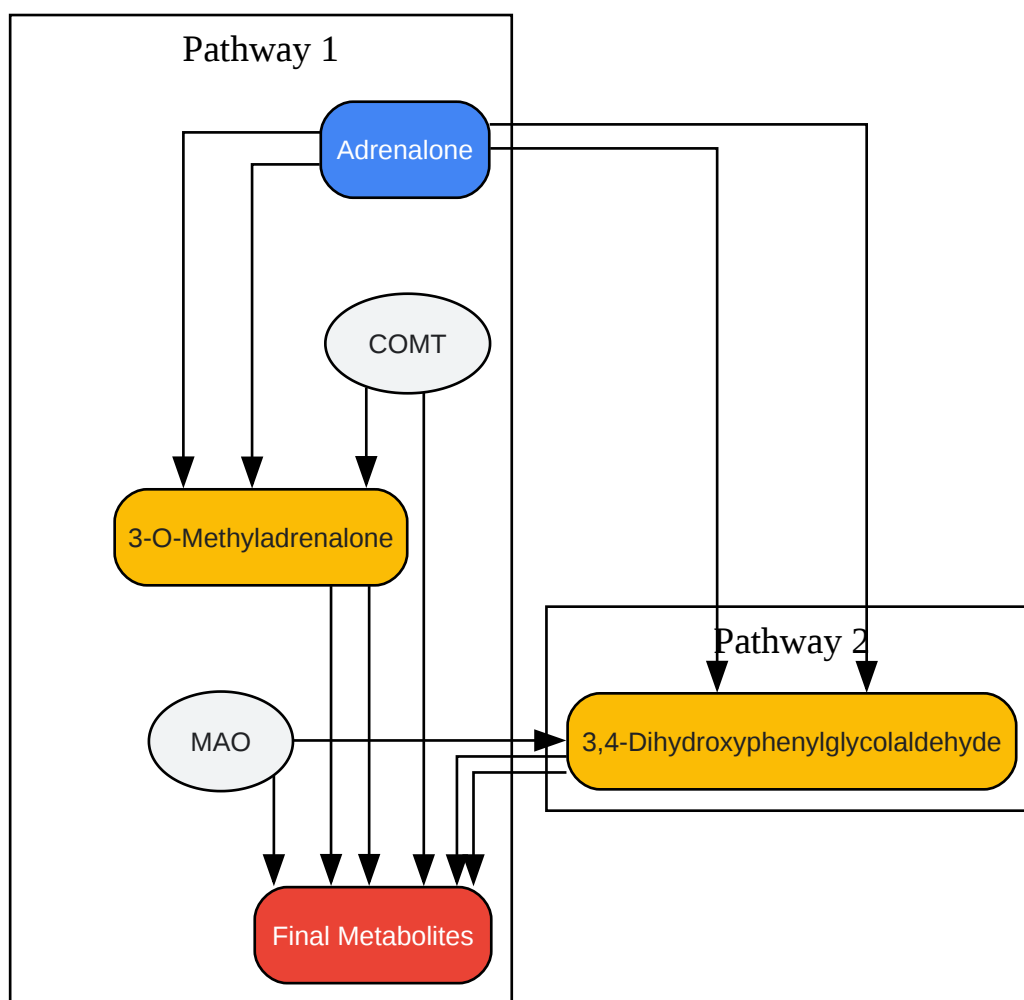 Pathway 1
Adrenalone
COMT
3-O-Methyladrenalone
Pathway 2
MAO
3,4-Dihydroxyphenylglycolaldehyde
Final Metabolites